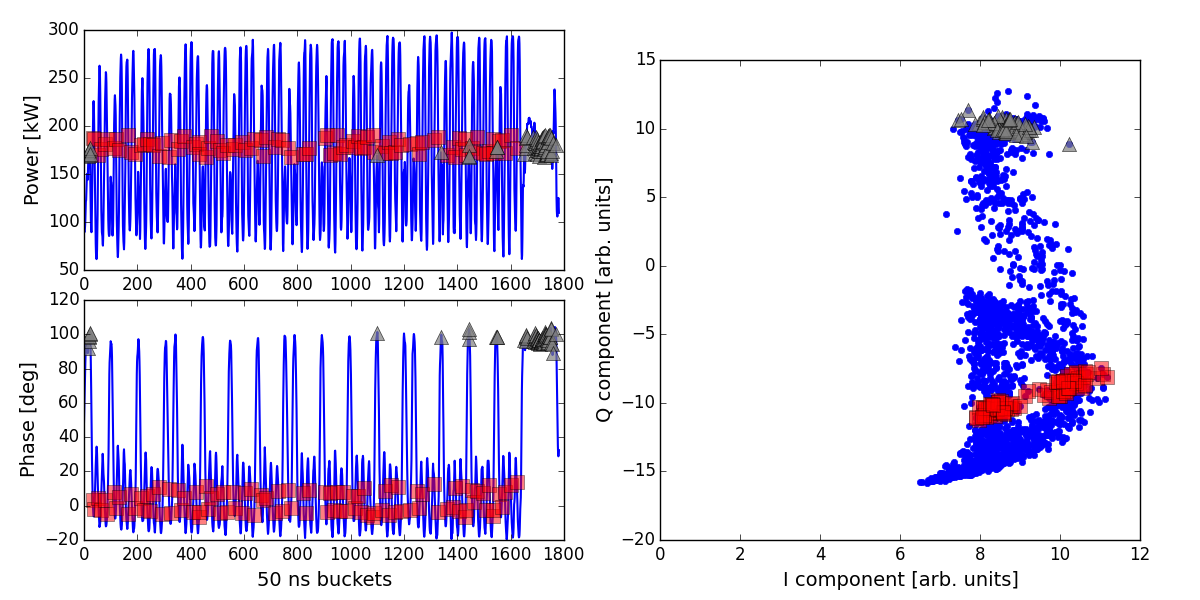 300
250
200
150
100
50
Power [kW]
0 200 400 600 800 1000 1200 1400 1600 1800
120
100
80
60
40
20
0
−20
Phase [deg]
0 200 400 600 800 1000 1200 1400 1600 1800
50 ns buckets
15
10
5
0
−5
−10
−15
−20
Q component [arb. units]
0 2 4 6 8 10 12
I component [arb. units]